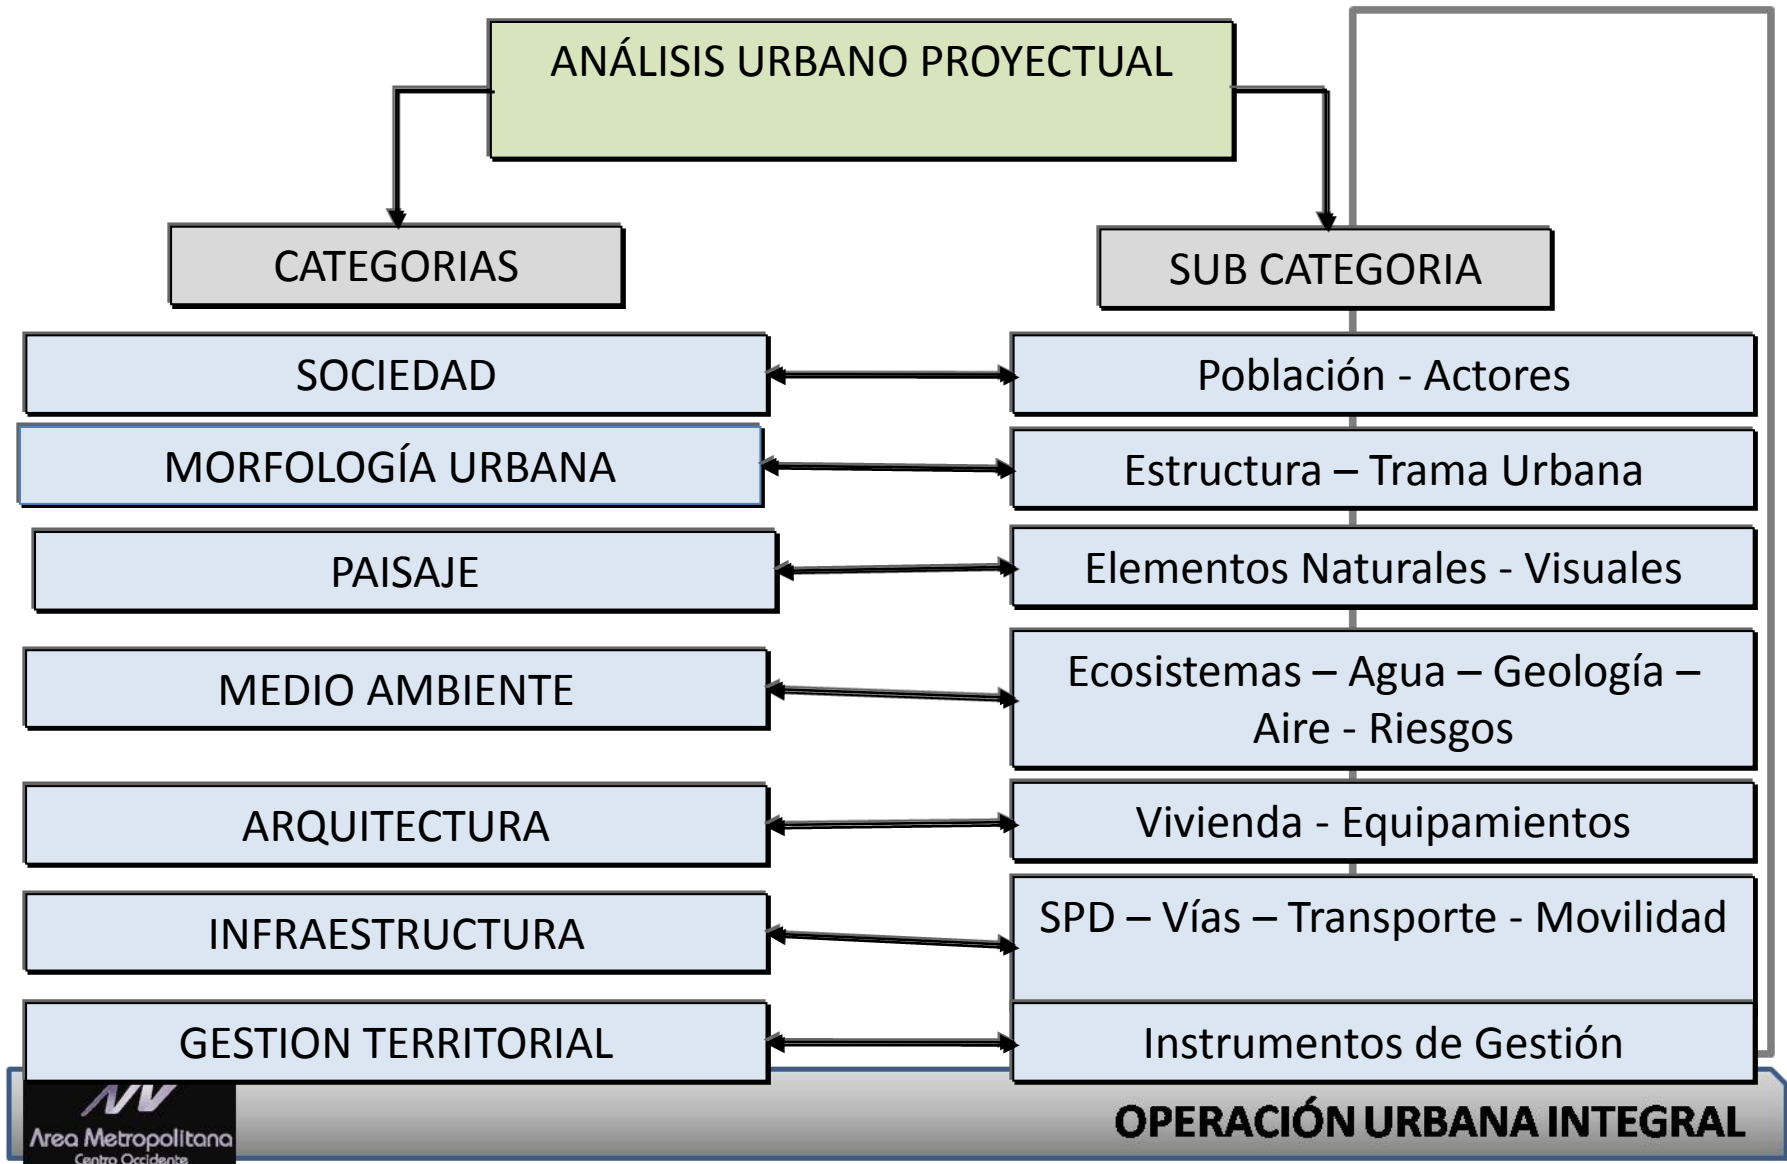 ANÁLISIS URBANO PROYECTUAL
CATEGORIAS
SUB CATEGORIA
SOCIEDAD
Población - Actores
MORFOLOGÍA URBANA
Estructura – Trama Urbana
PAISAJE
Elementos Naturales - Visuales
MEDIO AMBIENTE
Ecosistemas – Agua – Geología –
Aire - Riesgos
ARQUITECTURA
Vivienda - Equipamientos
INFRAESTRUCTURA
SPD – Vías – Transporte - Movilidad
GESTION TERRITORIAL
Instrumentos de Gestión
OPERACIÓN URBANA INTEGRAL
Area Metropolitana
Centro Occidente